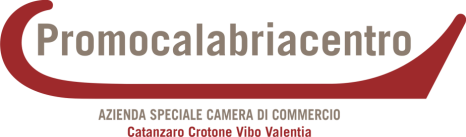 Promocalabriacentro
AZIENDA SPECIALE CAMERA DI COMMERCIO
Catanzaro Crotone Vibo Valentia